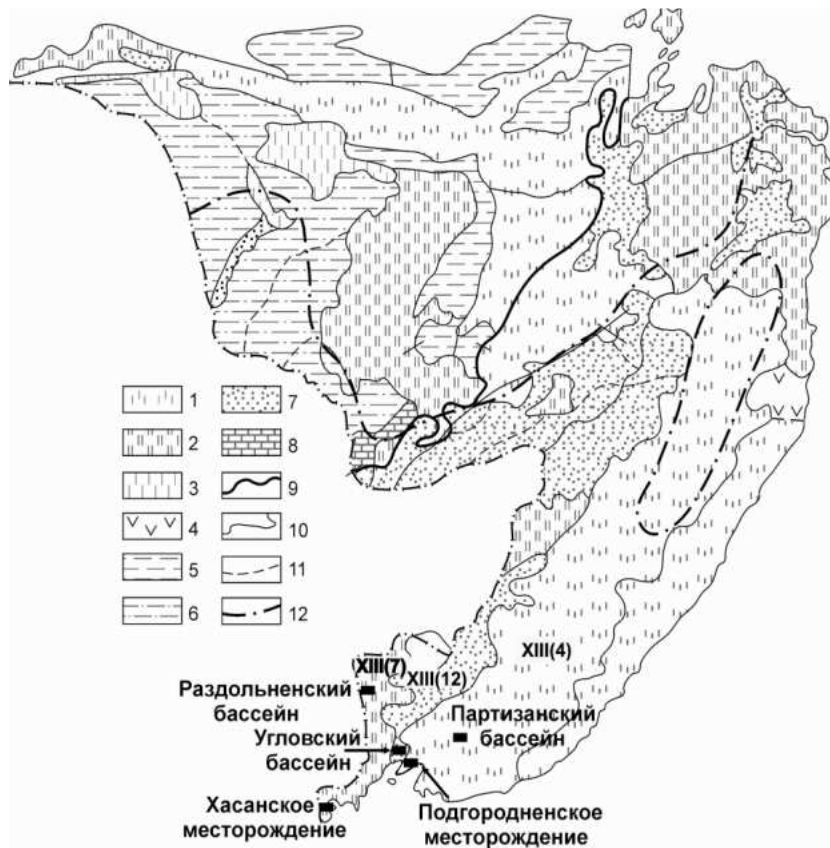 1
7
2
8
3
9
4
10
5
11
6
12
XIII(7)
XIII(12)
XIII(4)
Раздольненский
бассейн
Партизанский
бассейн
Угловский
бассейн
Хасанское
месторождение
Подгородненское
месторождение